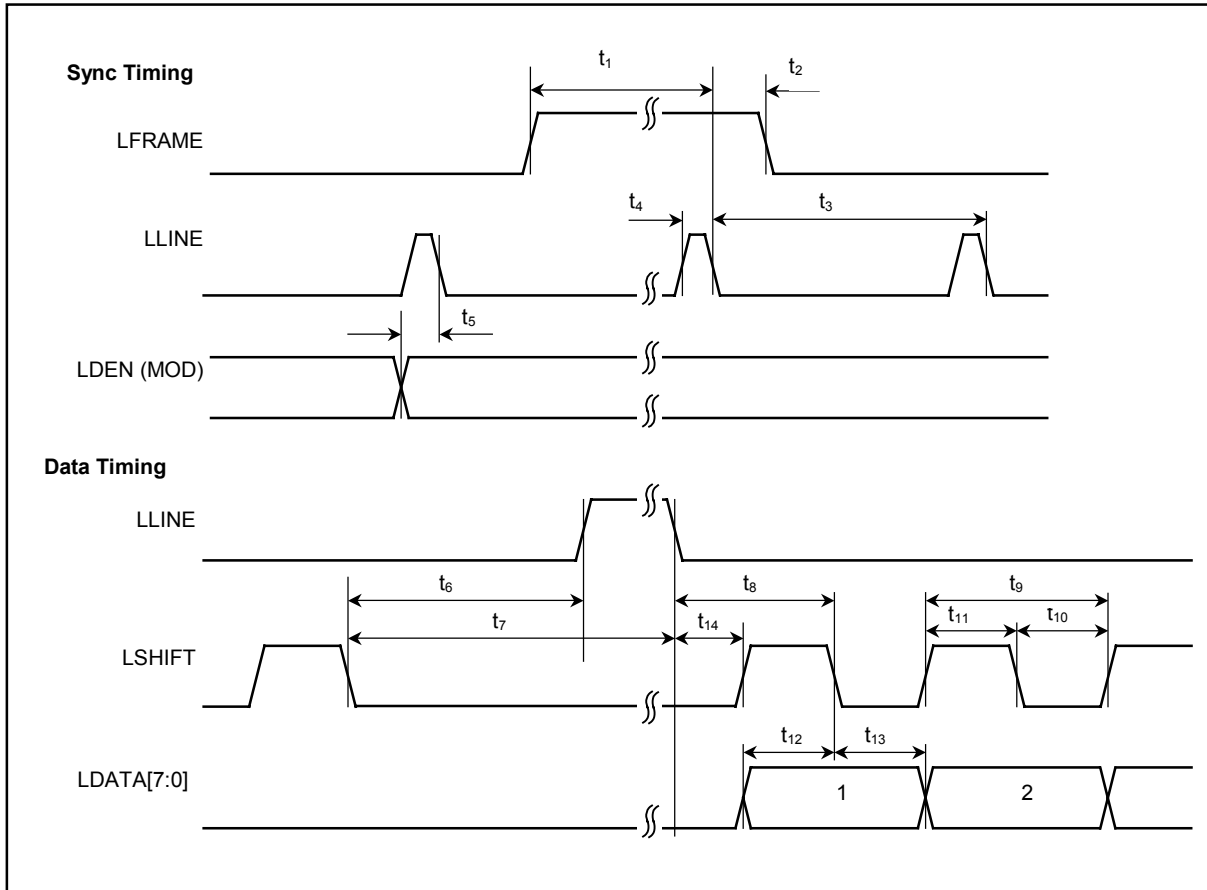 Sync Timing
t1
t2
LFRAME
t4
t3
LLINE
t5
LDEN (MOD)
Data Timing
LLINE
t6
t8
t9
t7
t14
t11
t10
LSHIFT
t12
t13
LDATA[7:0]
1
2